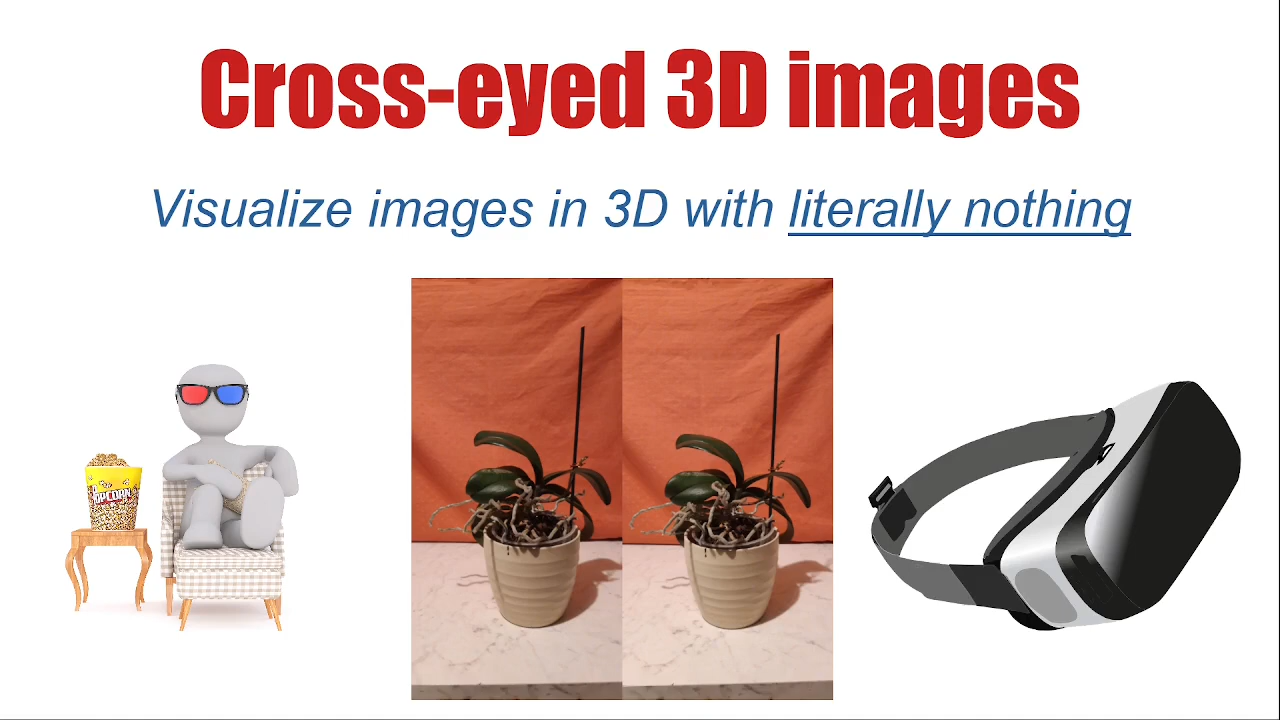 Cross-eyed 3D images
Visualize images in 3D with literally nothing
POPCORN